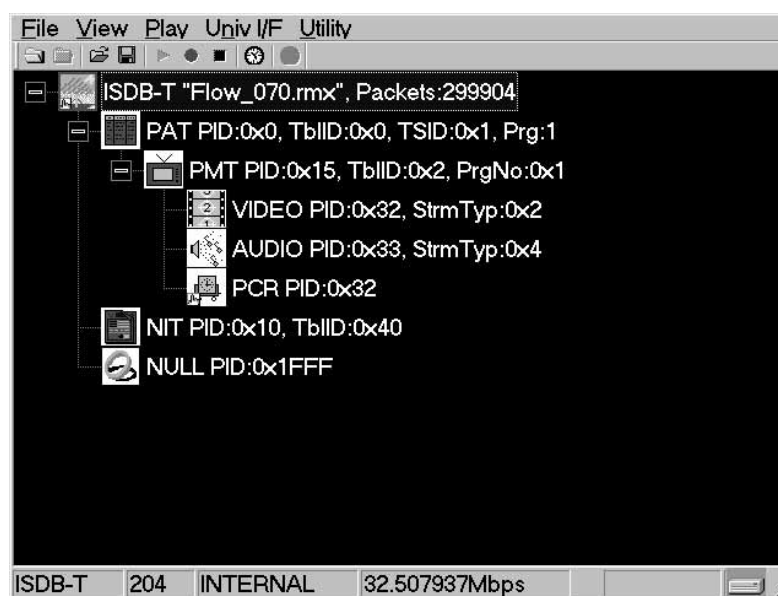 File View Play Univ I/F Utility
ISDB-T "Flow_070.rmx", Packets:299904
PAT PID:0x0, TblID:0x0, TSID:0x1, Prg:1
PMT PID:0x15, TblID:0x2, PrgNo:0x1
VIDEO PID:0x32, StrmTyp:0x2
AUDIO PID:0x33, StrmTyp:0x4
PCR PID:0x32
NIT PID:0x10, TblID:0x40
NULL PID:0x1FFF
ISDB-T 204 INTERNAL 32.507937Mbps